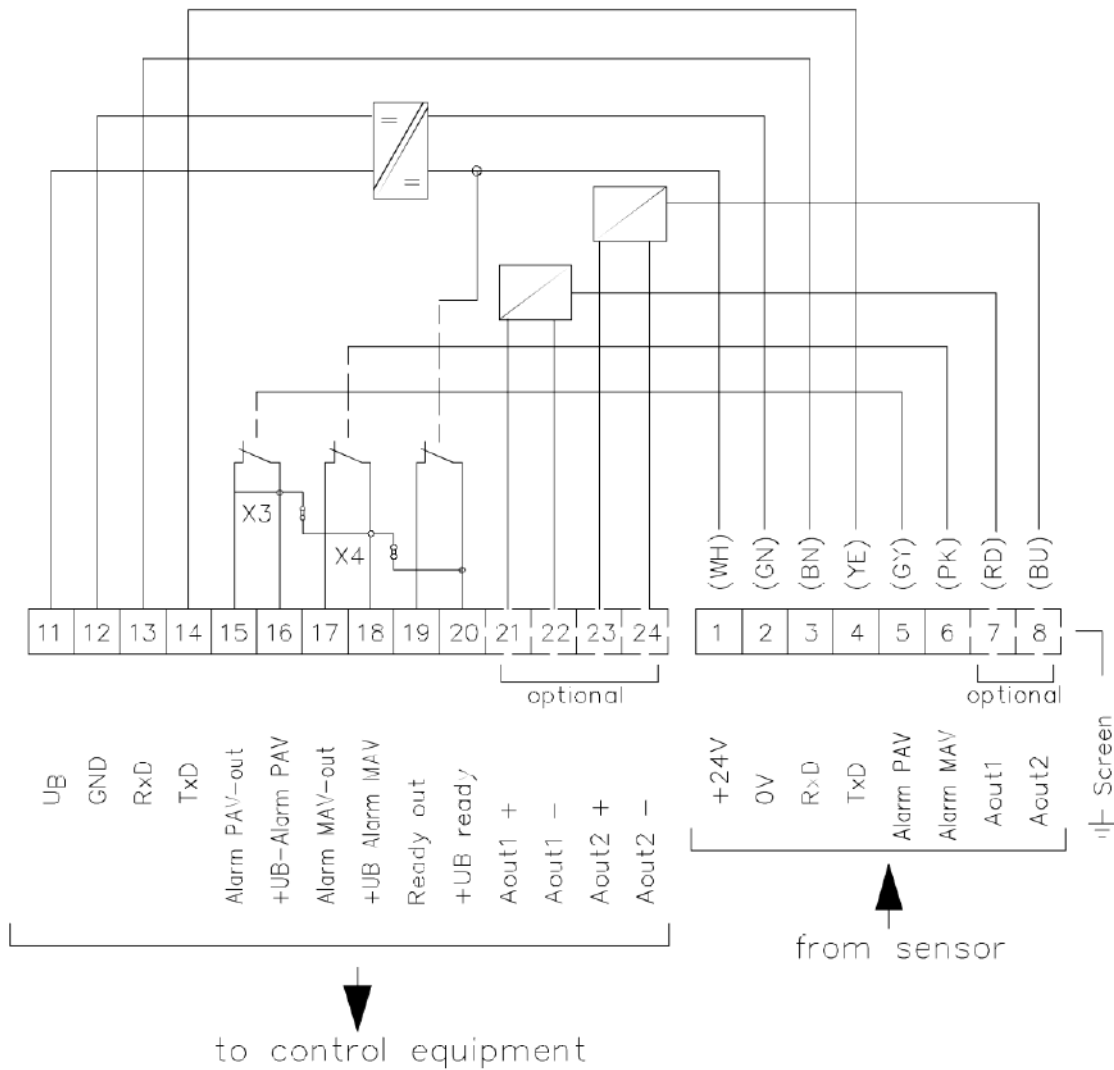 X3
X4
(WH)
(GN)
(BN)
(YE)
(GY)
(PK)
(RD)
(BU)
11 12 13 14 15 16 17 18 19 20 21 22 23 24
1 2 3 4 5 6 7 8
optional
optional
UB
GND
RxD
TxD
Alarm PAV-out
+UB-Alarm PAV
Alarm MAV-out
+UB Alarm MAV
Ready out
+UB ready
Aout1 +
Aout1 -
Aout2 +
Aout2 -
+24V
0V
RxD
TxD
Alarm PAV
Alarm MAV
Aout1
Aout2
Screen
from sensor
to control equipment